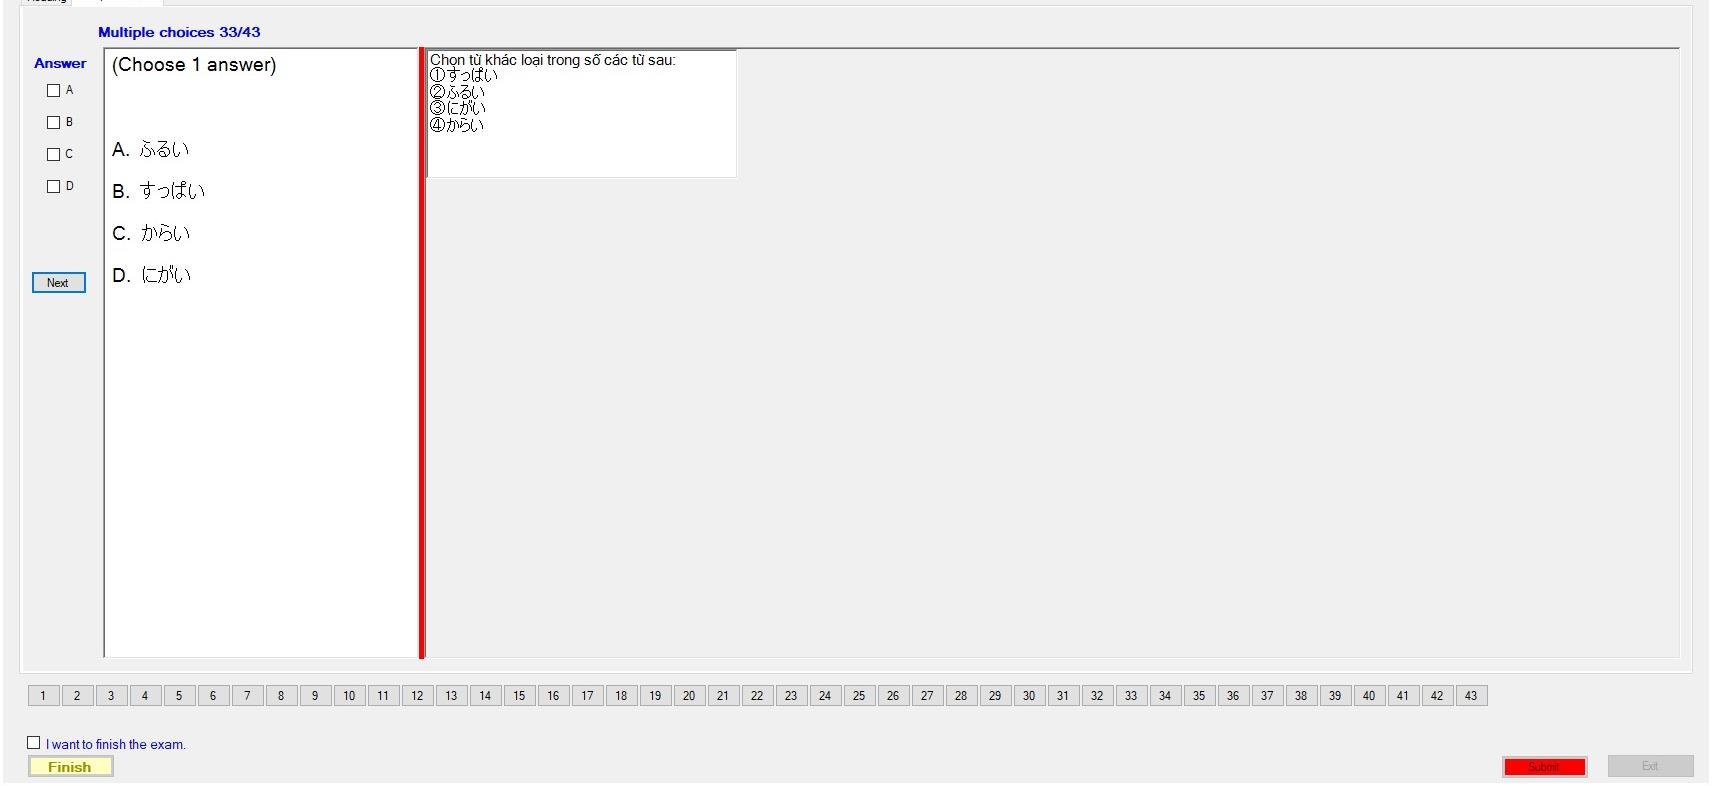 Multiple choices 33/43
Answer
A
B
C
D
Next
(Choose 1 answer)
A. ふるい
B. すっぱい
C. からい
D. にがい
Chọn từ khác loại trong số các từ sau:
①すっぱい
②ふるい
③にがい
④からい
1 2 3 4 5 6 7 8 9 10 11 12 13 14 15 16 17 18 19 20 21 22 23 24 25 26 27 28 29 30 31 32 33 34 35 36 37 38 39 40 41 42 43
I want to finish the exam.
Finish
Submit
Exit